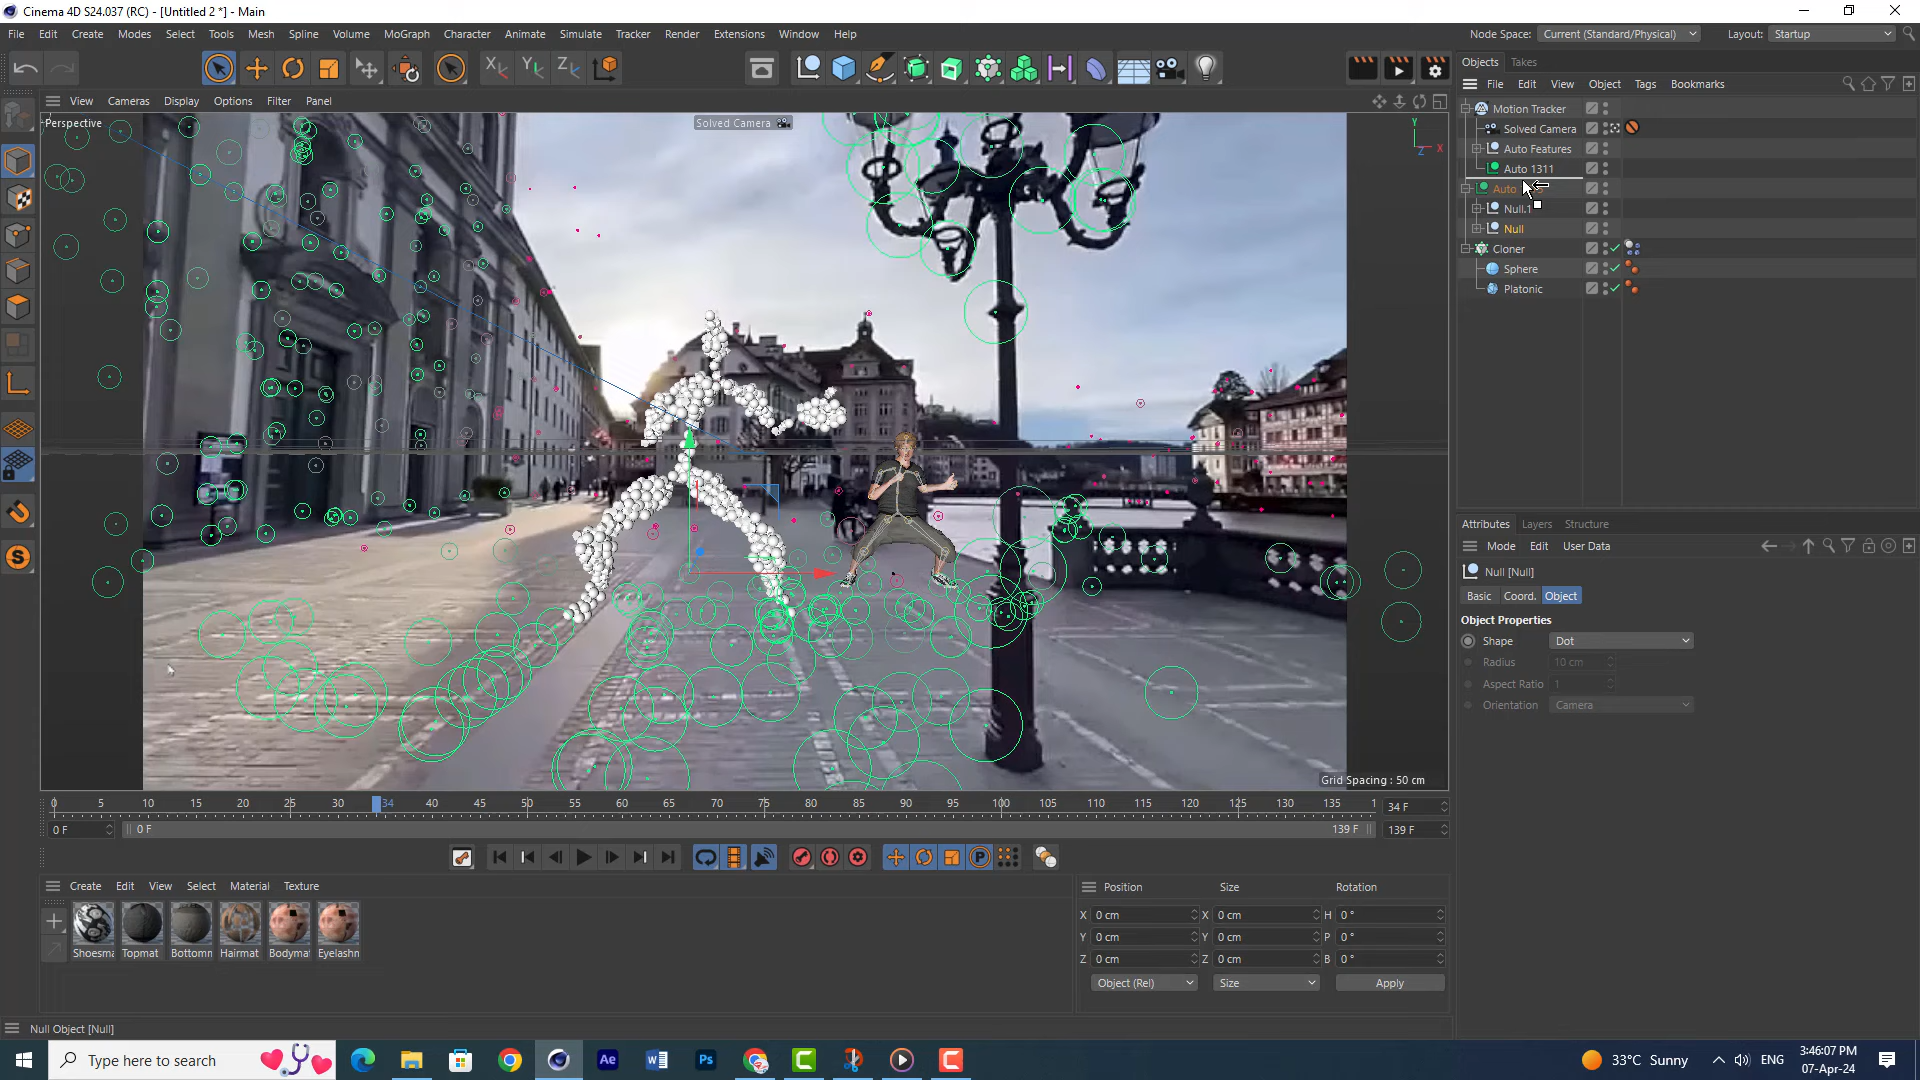 Cinema 4D S24.037 (RC) - [Untitled 2 *] - Main
File Edit Create Modes Select Tools Mesh Spline Volume MoGraph Character Animate Simulate Tracker Render Extensions Window Help
Node Space: Current (Standard/Physical) Layout: Startup
Objects Takes
File Edit View Object Tags Bookmarks
View Cameras Display Options Filter Panel
Perspective
Solved Camera
Motion Tracker
Solved Camera
Auto Features
Auto 1311
Auto
Null.1
Null
Cloner
Sphere
Platonic
Grid Spacing : 50 cm
Attributes Layers Structure
Mode Edit User Data
Null [Null]
Basic Coord. Object
Object Properties
Shape Dot
Radius 10 cm
Aspect Ratio 1
Orientation Camera
0 5 10 15 20 25 30 34 40 45 50 55 60 65 70 75 80 85 90 95 100 105 110 115 120 125 130 135 1
34 F
0 F 0 F 139 F 139 F
Create Edit View Select Material Texture
Shoesma Topmat Bottomn Hairmat Bodymat Eyelashn
Position Size Rotation
X 0 cm X 0 cm H 0 °
Y 0 cm Y 0 cm P 0 °
Z 0 cm Z 0 cm B 0 °
Object (Rel) Size Apply
Null Object [Null]
Type here to search
33°C Sunny
ENG
3:46:07 PM
07-Apr-24